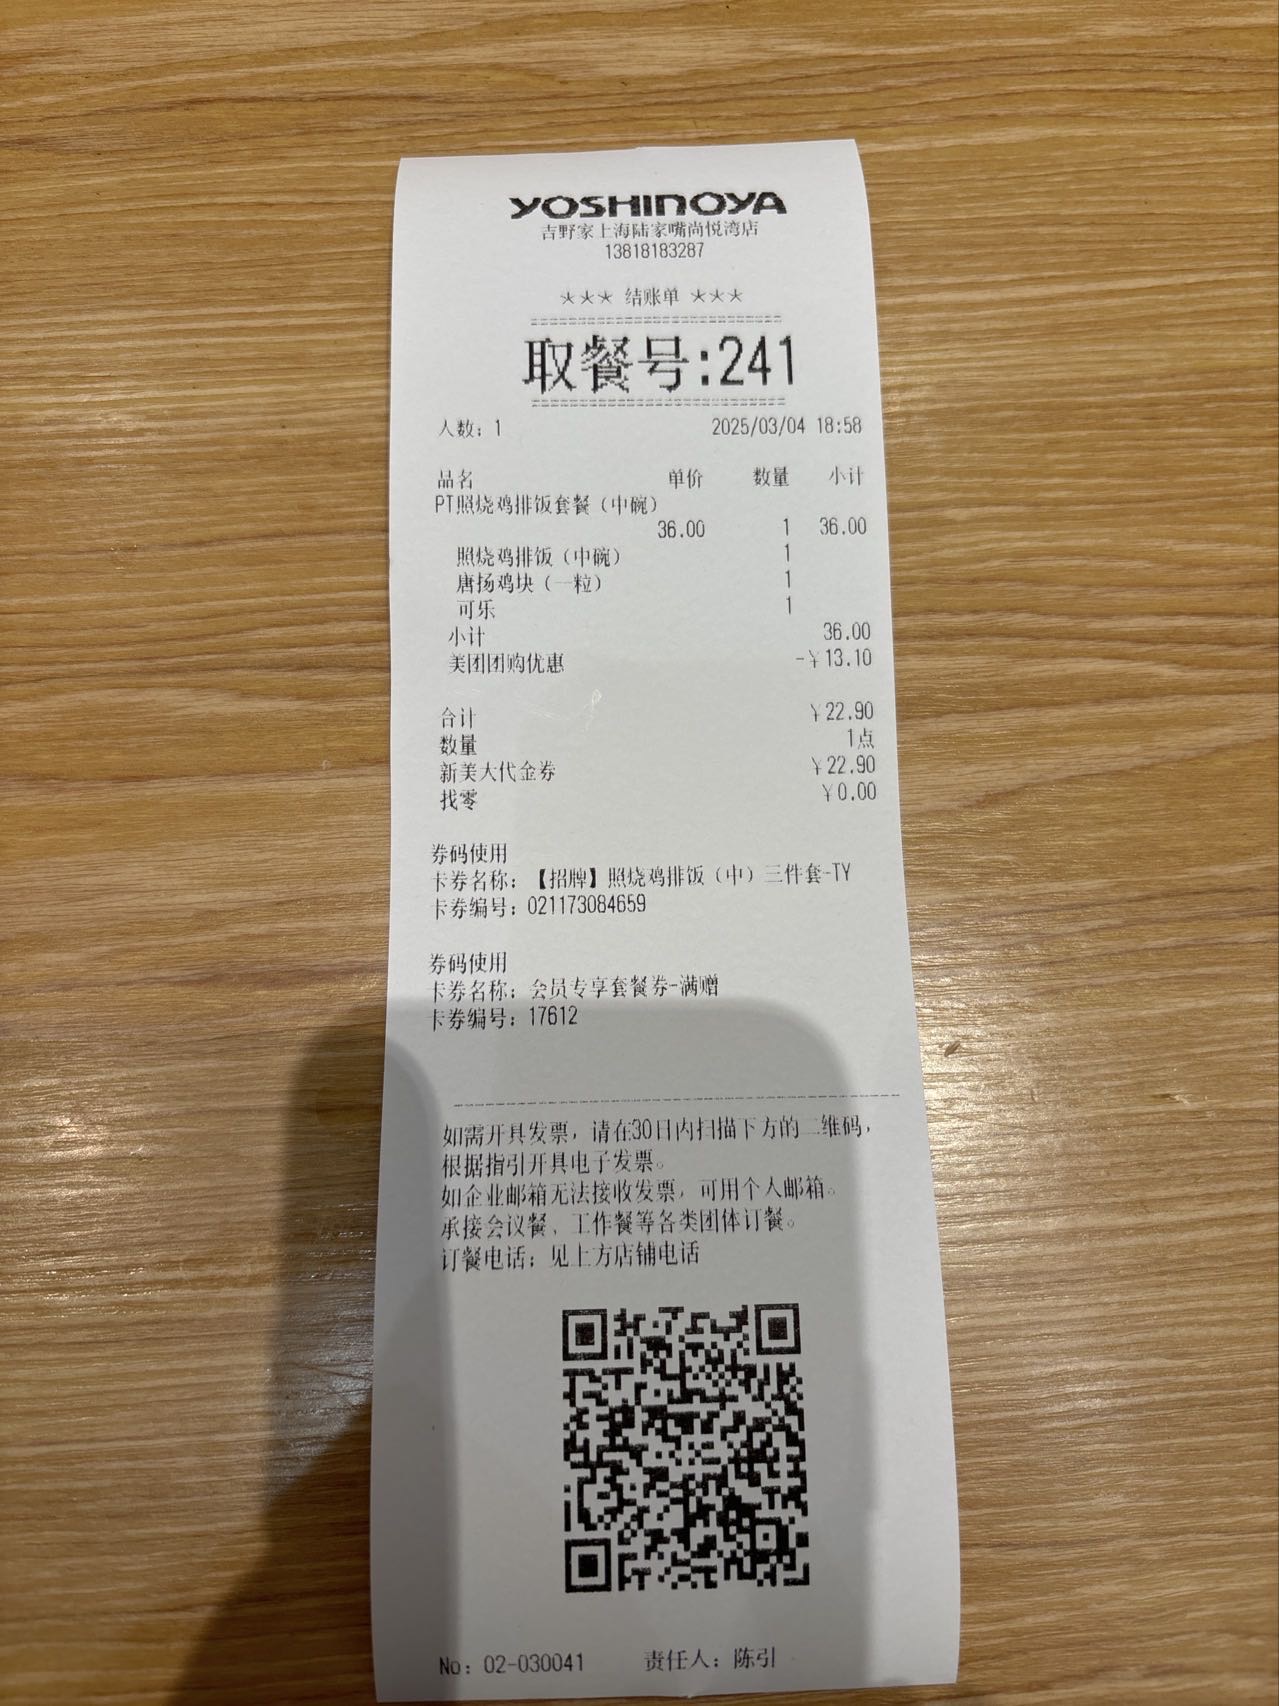 YOSHINOYA
吉野家上海陆家嘴尚悦湾店
13818183287
*** 结账单 ***
取餐号:241
人数：1 2025/03/04 18:58
品名 单价 数量 小计
PT照烧鸡排饭套餐（中碗）
36.00 1 36.00
照烧鸡排饭（中碗） 1
唐扬鸡块（一粒） 1
可乐 1
小计 36.00
美团团购优惠 -￥13.10
合计 ￥22.90
数量 1点
新美大代金券 ￥22.90
找零 ￥0.00
券码使用
卡券名称：【招牌】照烧鸡排饭（中）三件套-TY
卡券编号：021173084659
券码使用
卡券名称：会员专享套餐券-满赠
卡券编号：17612
如需开具发票，请在30日内扫描下方的二维码，
根据指引开具电子发票。
如企业邮箱无法接收发票，可用个人邮箱。
承接会议餐、工作餐等各类团体订餐。
订餐电话：见上方店铺电话
No：02-030041 责任人：陈引